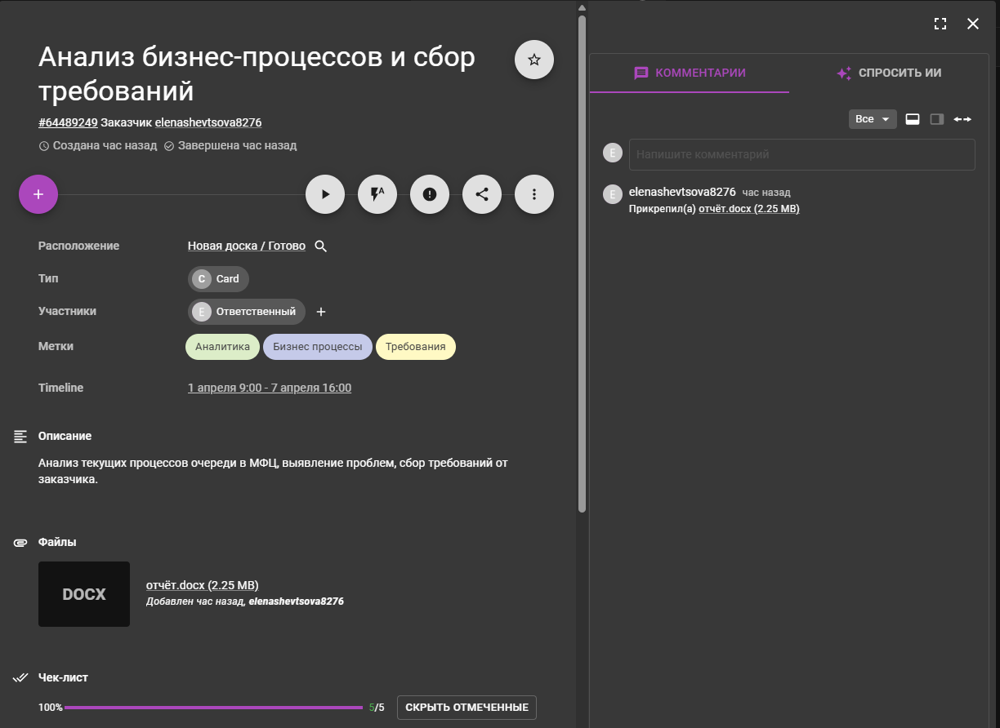 Анализ бизнес-процессов и сбор
требований
#64489249 Заказчик elenashevtsova8276
Создана час назад Завершена час назад
Расположение Новая доска / Готово
Тип C Card
Участники E Ответственный
Метки Аналитика Бизнес процессы Требования
Timeline 1 апреля 9:00 - 7 апреля 16:00
Описание
Анализ текущих процессов очереди в МФЦ, выявление проблем, сбор требований от
заказчика.
Файлы
DOCX
отчёт.docx (2.25 MB)
Добавлен час назад, elenashevtsova8276
Чек-лист
100% 5/5 СКРЫТЬ ОТМЕЧЕННЫЕ
КОММЕНТАРИИ СПРОСИТЬ ИИ
Все
E Напишите комментарий
E elenashevtsova8276 час назад
Прикрепил(а) отчёт.docx (2.25 MB)